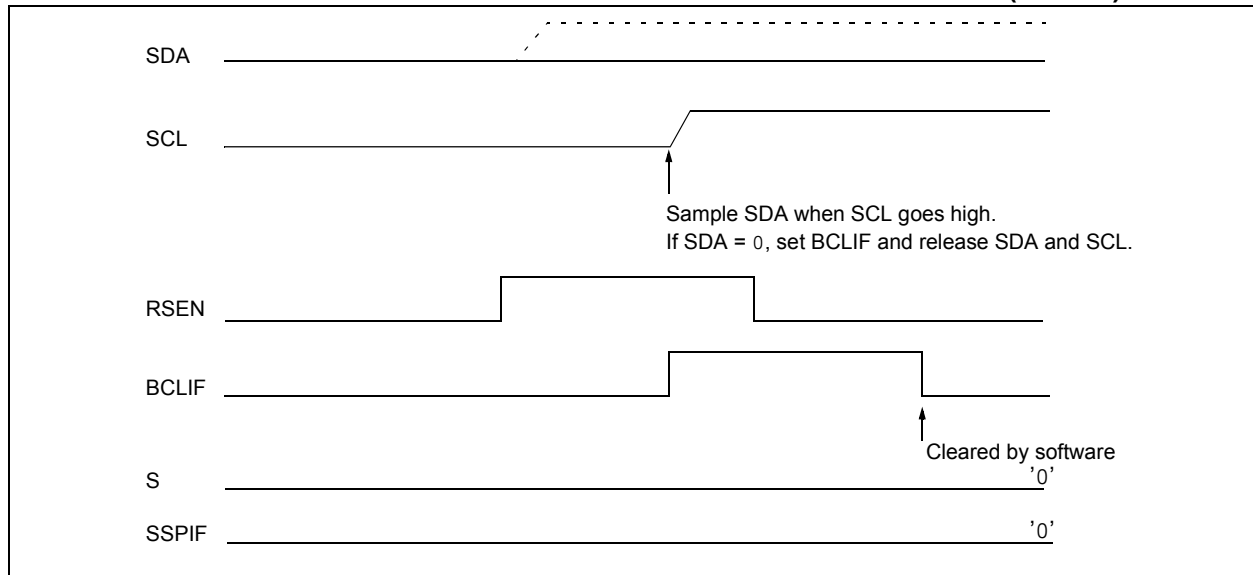 SDA
SCL
Sample SDA when SCL goes high.
If SDA = 0, set BCLIF and release SDA and SCL.
RSEN
BCLIF
Cleared by software
S '0'
SSPIF '0'